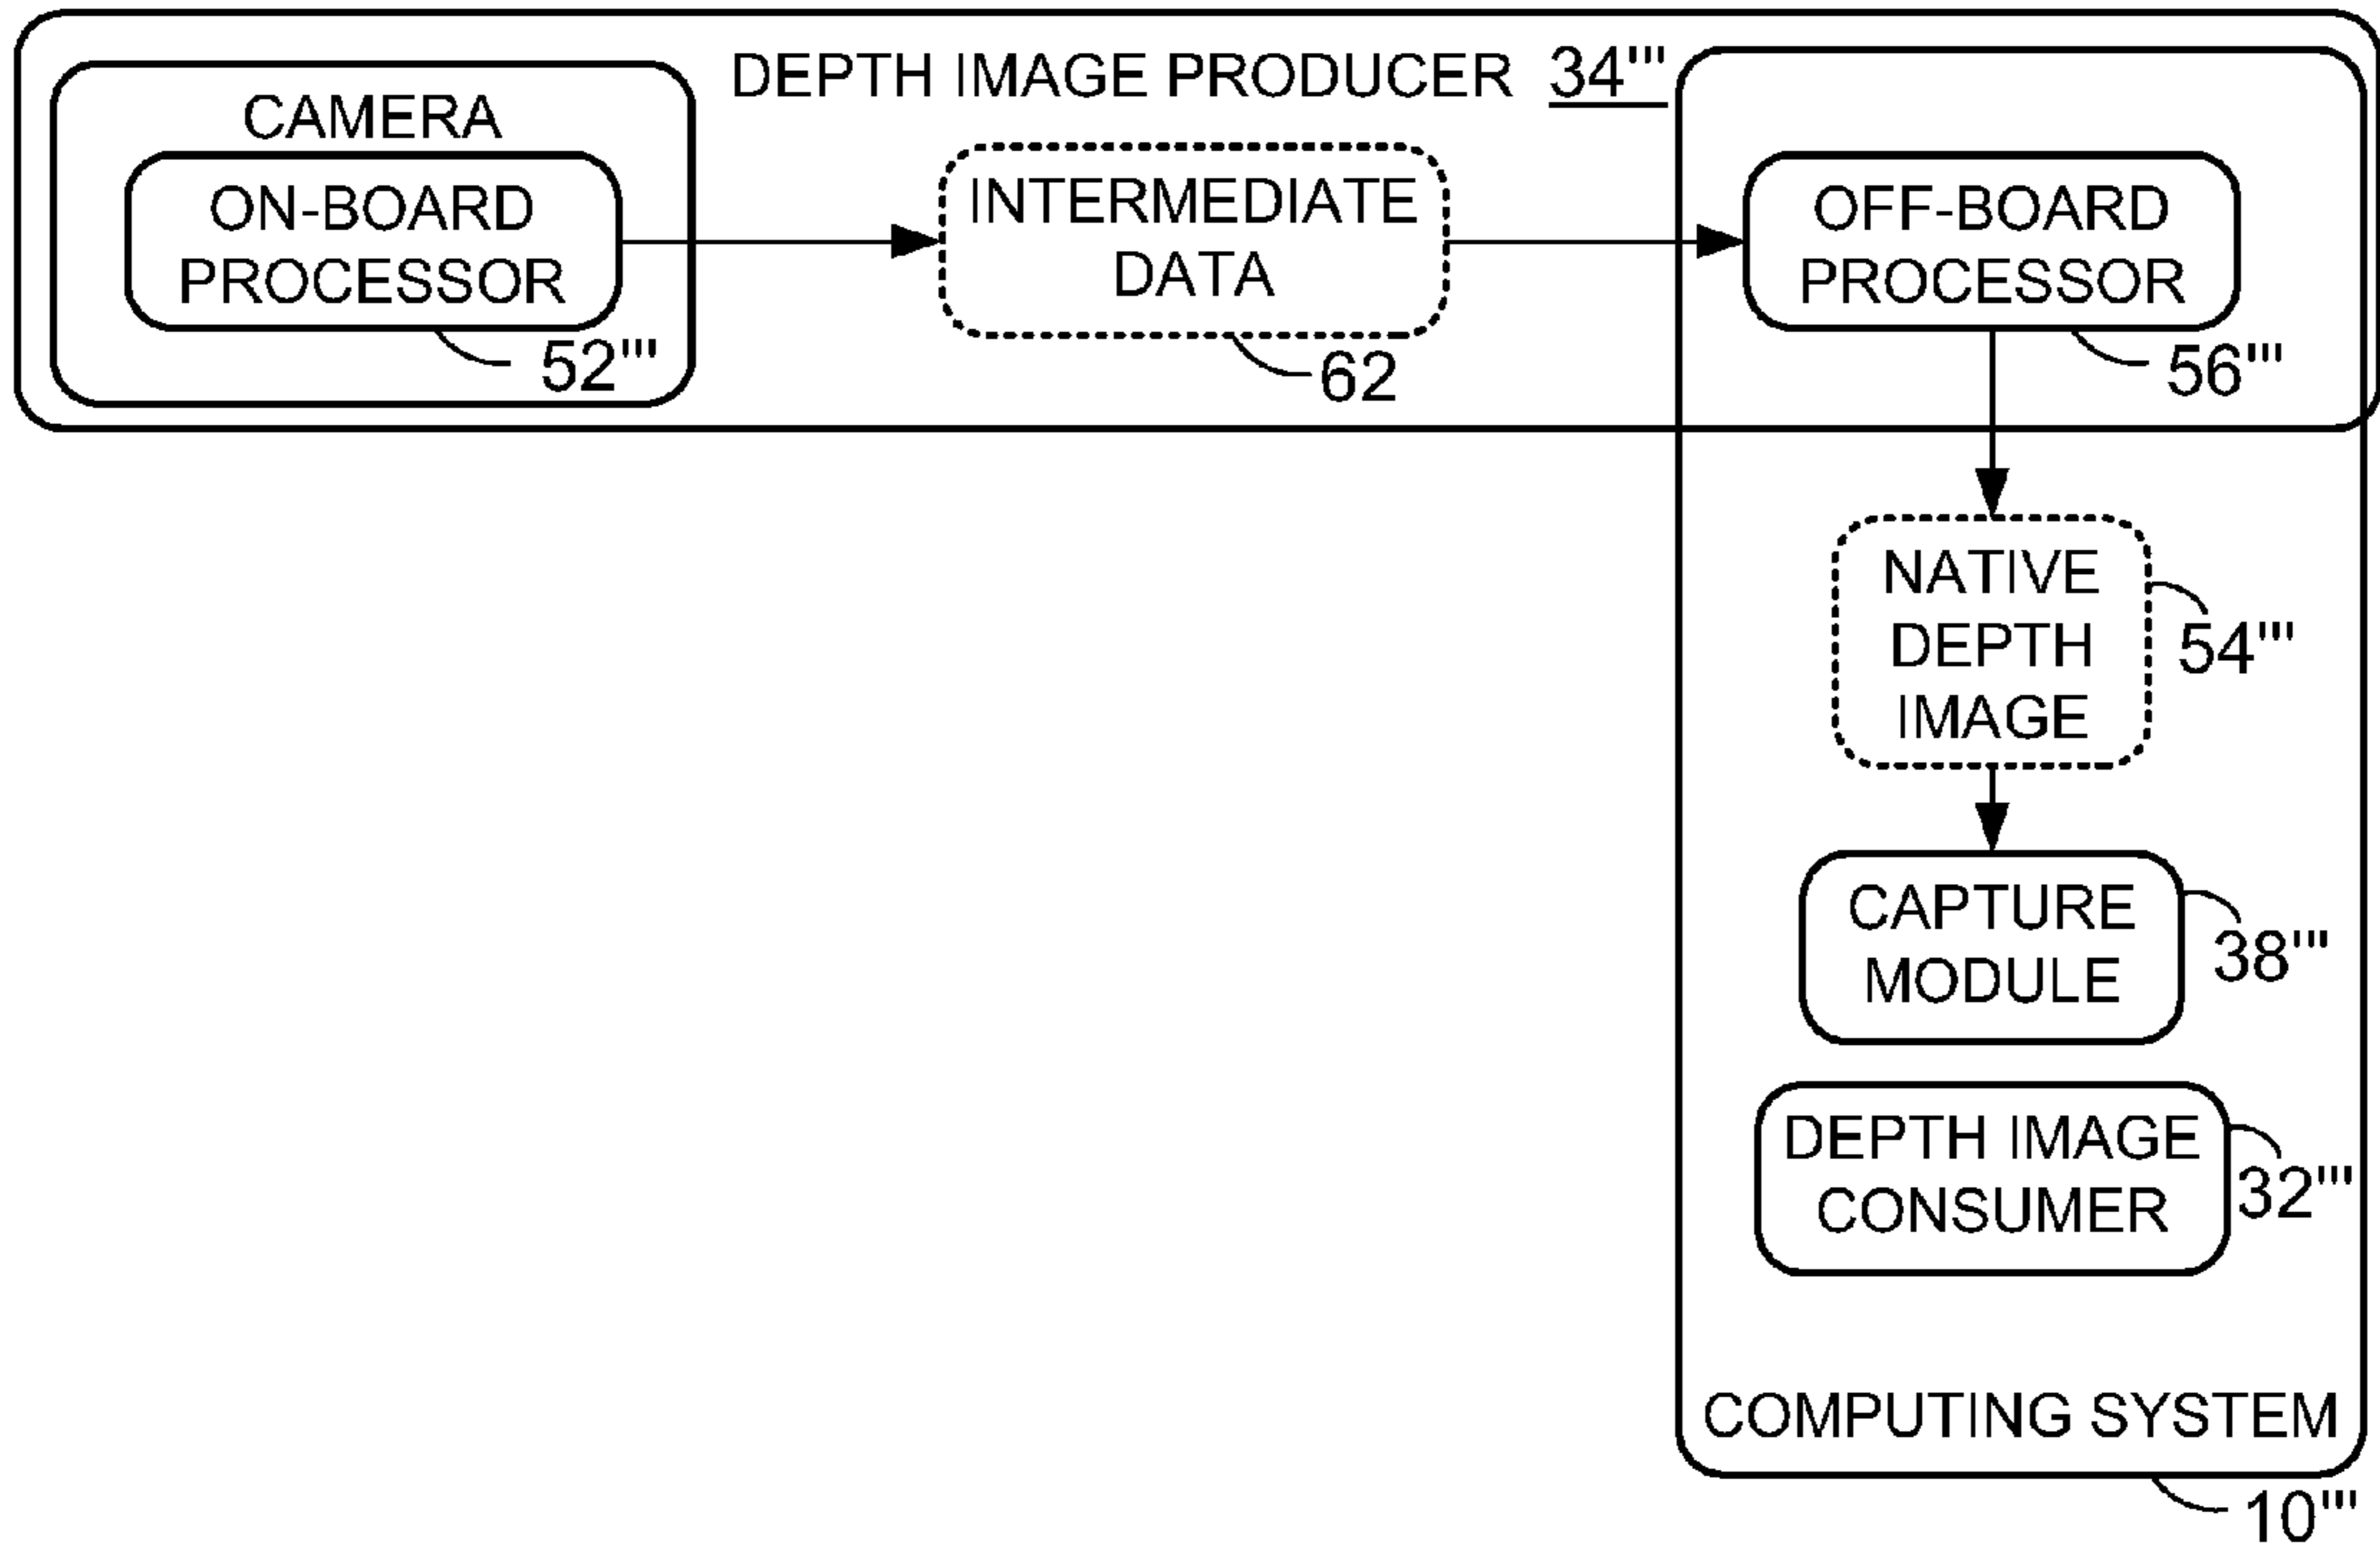 DEPTH IMAGE PRODUCER 34'''
CAMERA
ON-BOARD
PROCESSOR
52'''
INTERMEDIATE
DATA
62
OFF-BOARD
PROCESSOR
56'''
NATIVE
DEPTH
IMAGE
54'''
CAPTURE
MODULE
38'''
DEPTH IMAGE
CONSUMER
32'''
COMPUTING SYSTEM
10'''